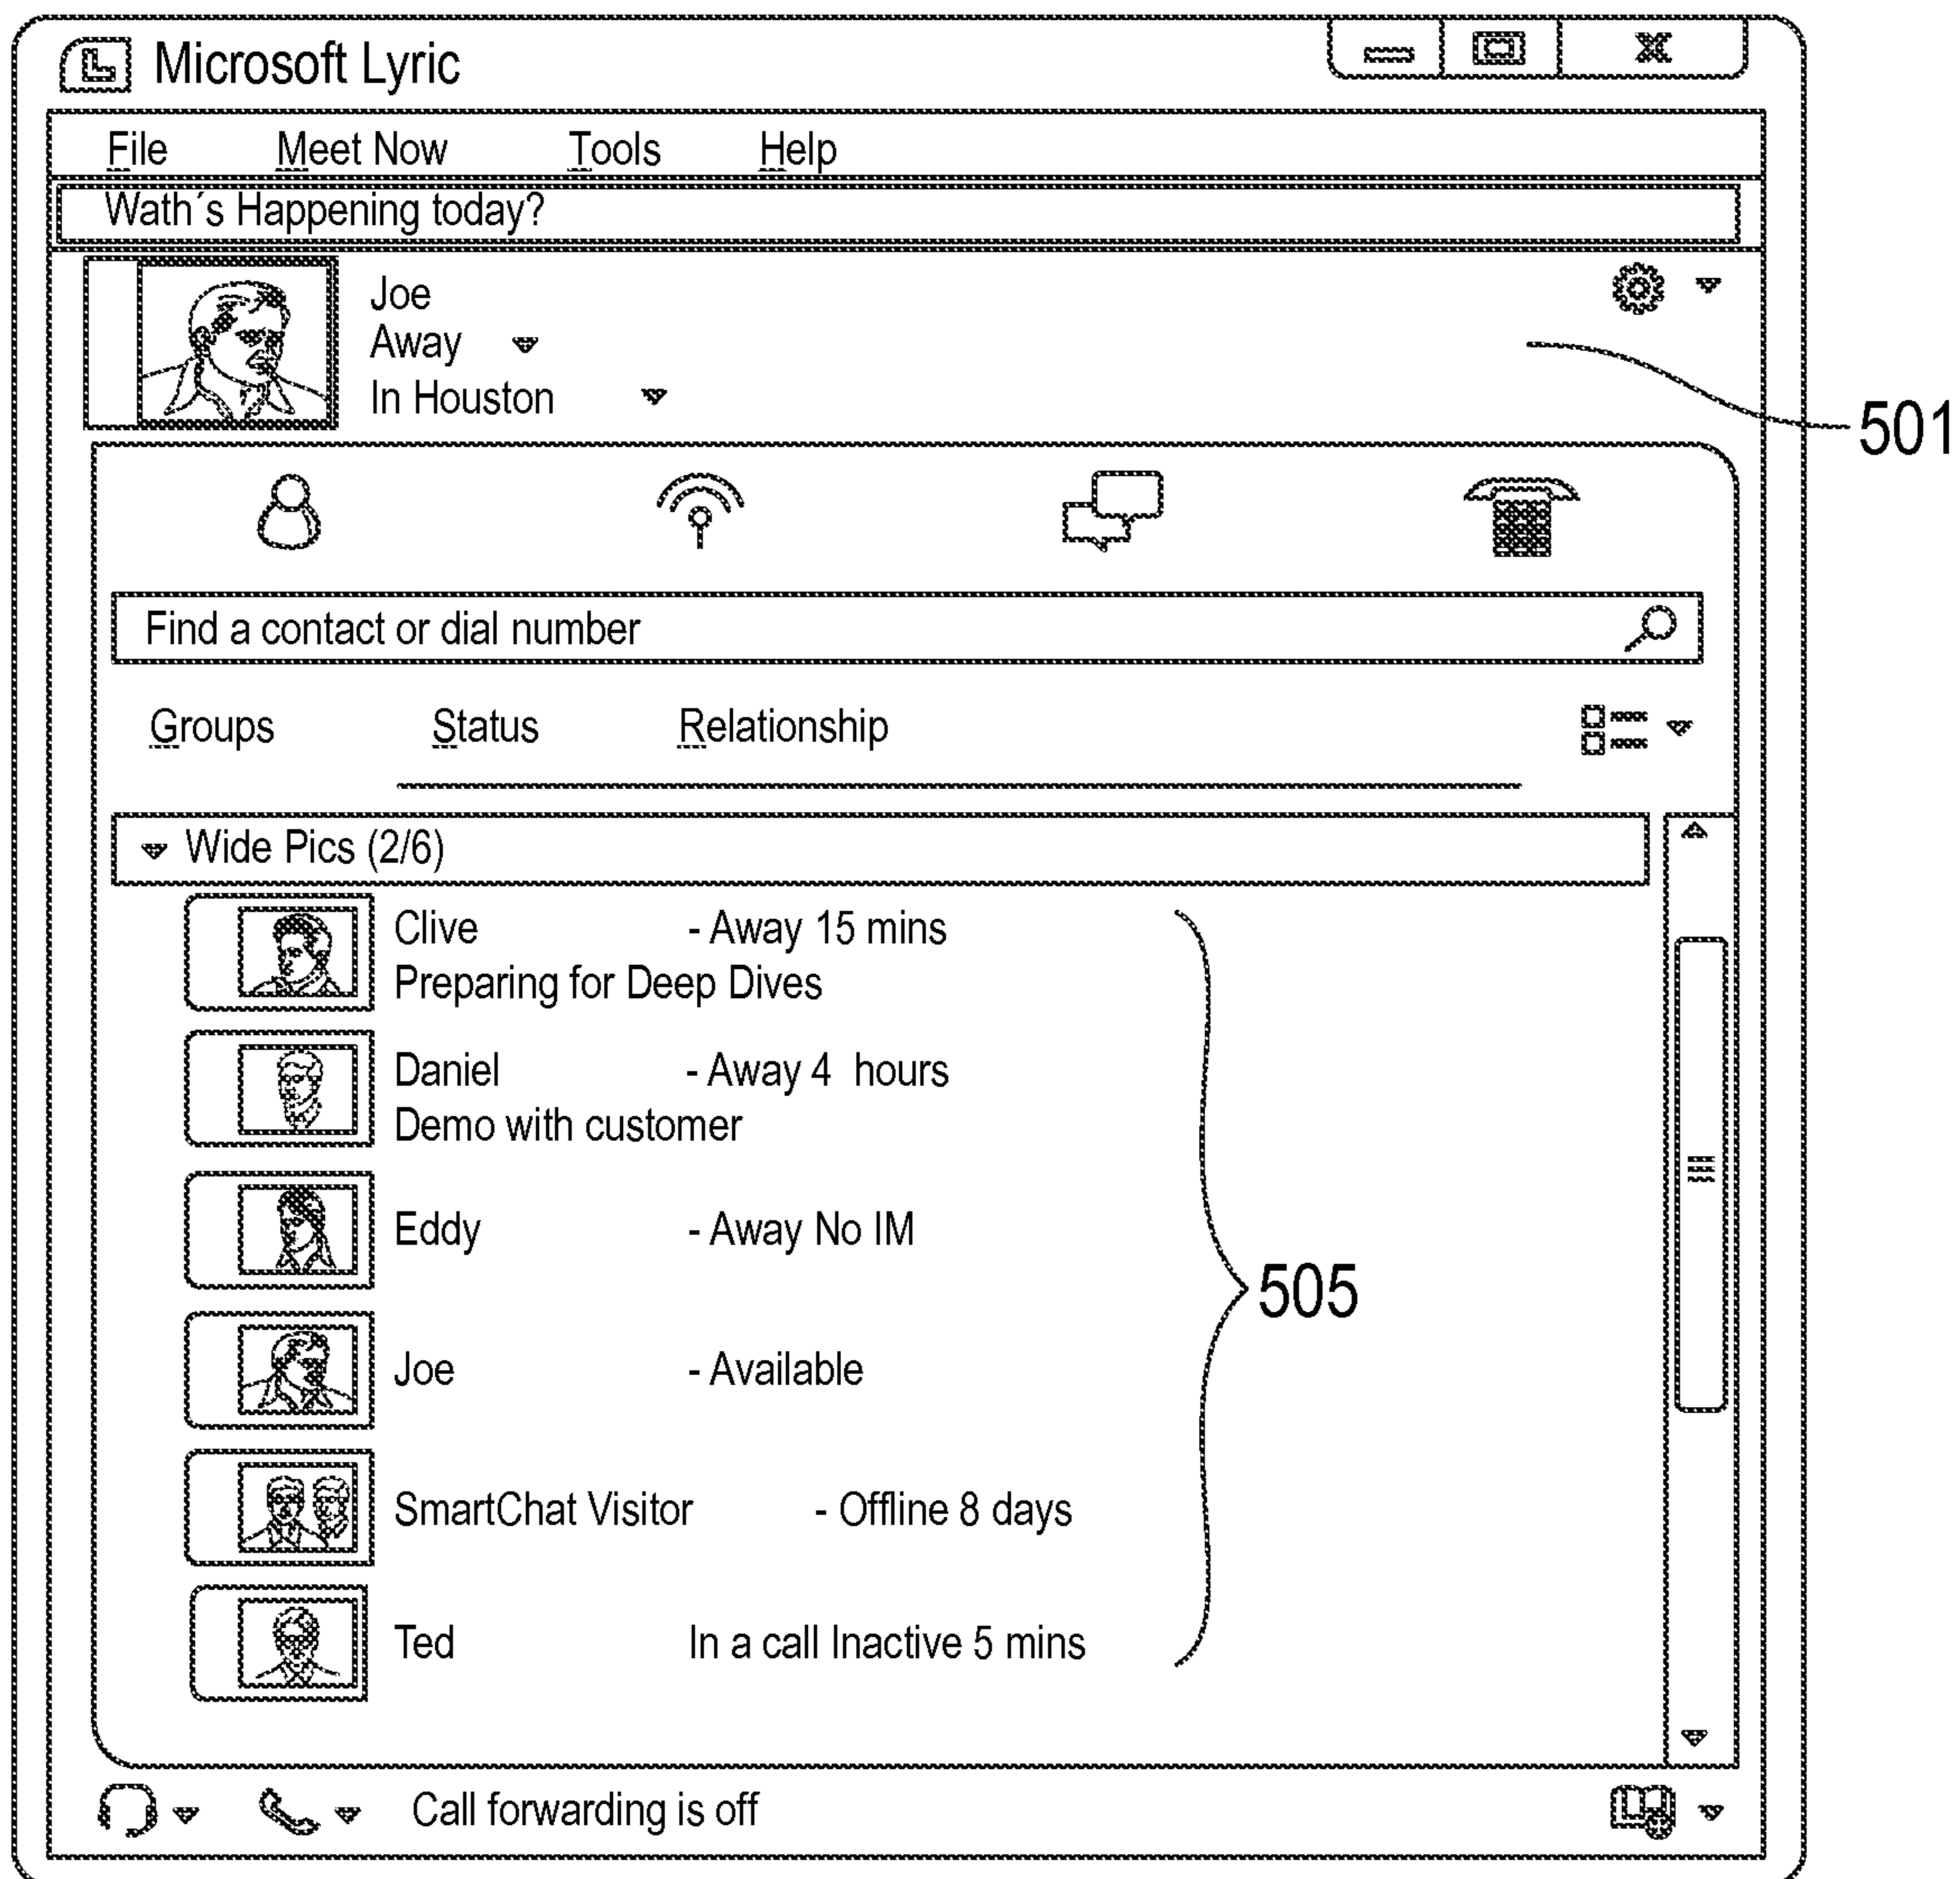 Microsoft Lyric
File Meet Now Tools Help
Wath´s Happening today?
Joe
Away
In Houston
501
Find a contact or dial number
Groups Status Relationship
Wide Pics (2/6)
Clive - Away 15 mins
Preparing for Deep Dives
Daniel - Away 4 hours
Demo with customer
Eddy - Away No IM
505
Joe - Available
SmartChat Visitor - Offline 8 days
Ted In a call Inactive 5 mins
Call forwarding is off